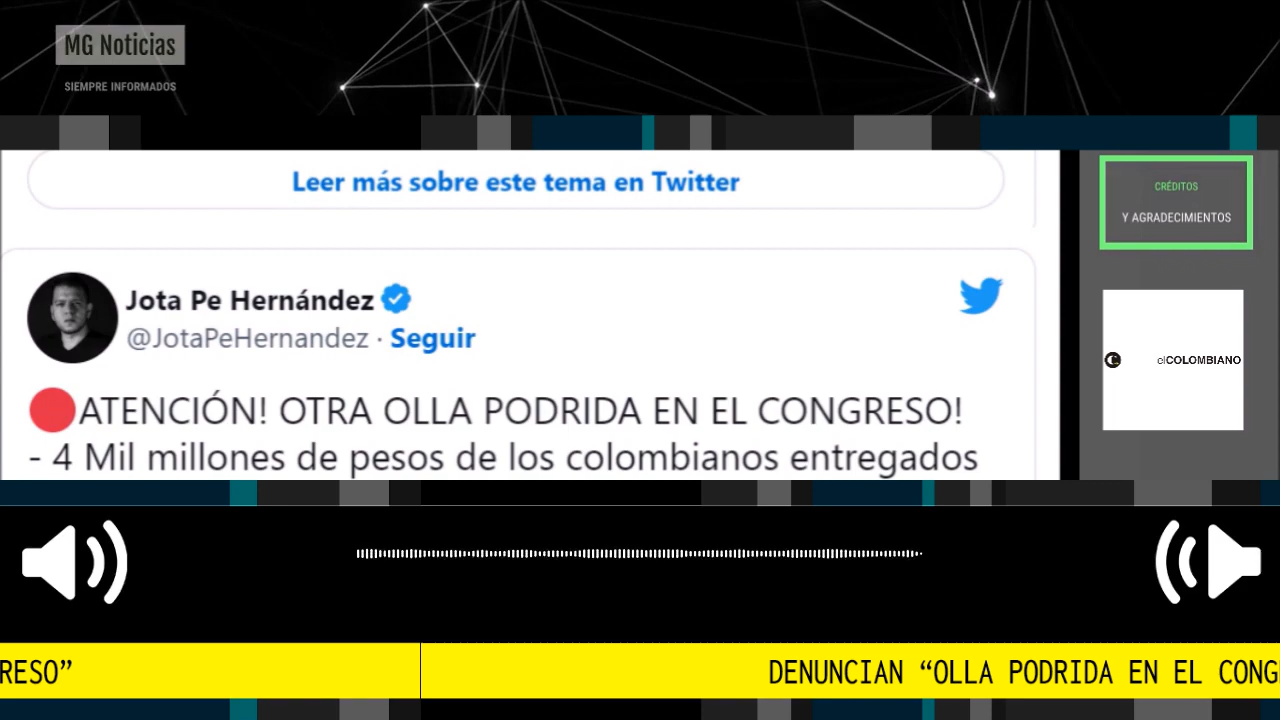 MG Noticias
SIEMPRE INFORMADOS
Leer más sobre este tema en Twitter
Jota Pe Hernández
@JotaPeHernandez · Seguir
ATENCIÓN! OTRA OLLA PODRIDA EN EL CONGRESO!
- 4 Mil millones de pesos de los colombianos entregados
CRÉDITOS
Y AGRADECIMIENTOS
elCOLOMBIANO
RESO”
DENUNCIAN “OLLA PODRIDA EN EL CONG